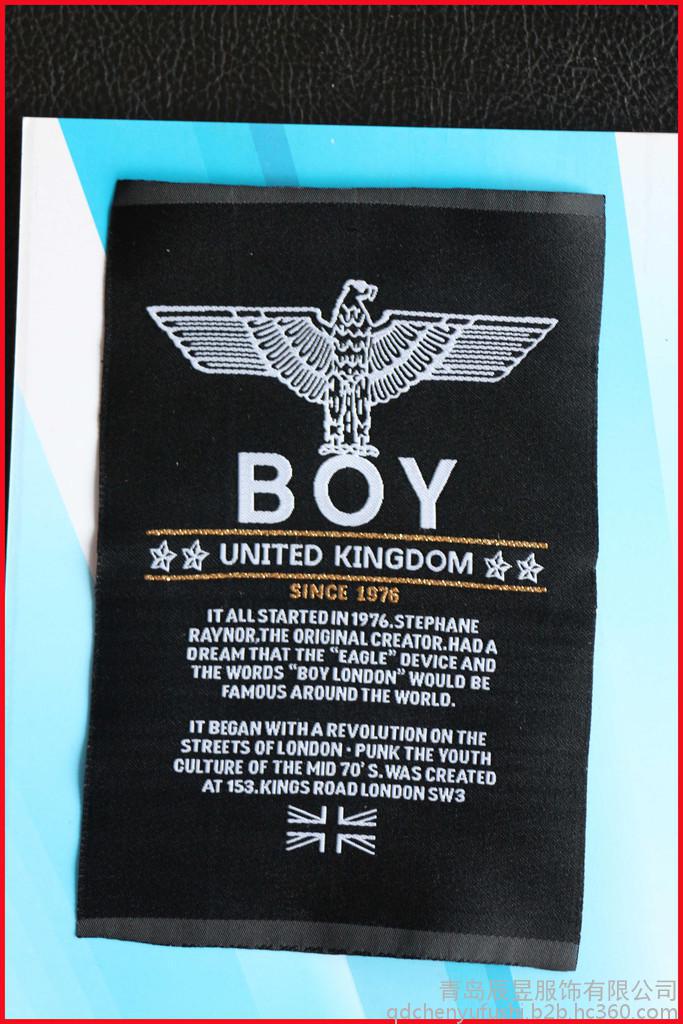 BOY
UNITED KINGDOM
SINCE 1976
IT ALL STARTED IN 1976.STEPHANE
RAYNOR,THE ORIGINAL CREATOR.HAD A
DREAM THAT THE "EAGLE" DEVICE AND
THE WORDS "BOY LONDON" WOULD BE
FAMOUS AROUND THE WORLD.
IT BEGAN WITH A REVOLUTION ON THE
STREETS OF LONDON - PUNK THE YOUTH
CULTURE OF THE MID 70' S.WAS CREATED
AT 153.KINGS ROAD LONDON SW3
青岛辰昱服饰有限公司
qdchenyufushi.b2b.hc360.com